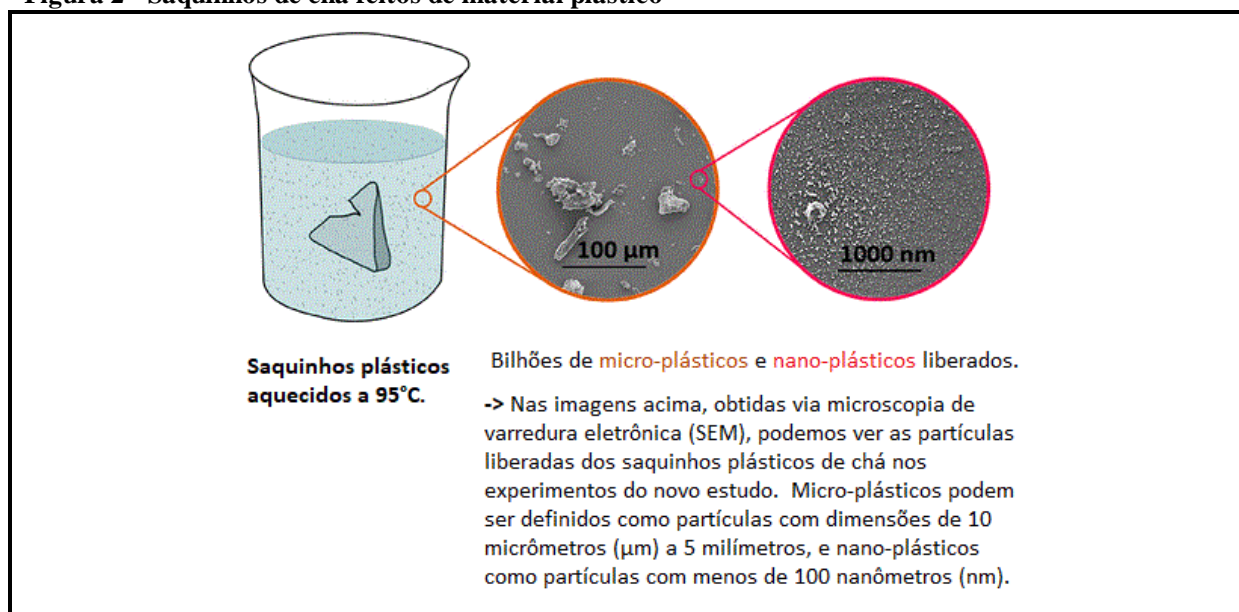 Figura 2 - Saquinhos de chá feitos de material plástico
100 µm
1000 nm
Saquinhos plásticos
aquecidos a 95°C.
Bilhões de micro-plásticos e nano-plásticos liberados.
-> Nas imagens acima, obtidas via microscopia de
varredura eletrônica (SEM), podemos ver as partículas
liberadas dos saquinhos plásticos de chá nos
experimentos do novo estudo. Micro-plásticos podem
ser definidos como partículas com dimensões de 10
micrômetros (µm) a 5 milímetros, e nano-plásticos
como partículas com menos de 100 nanômetros (nm).